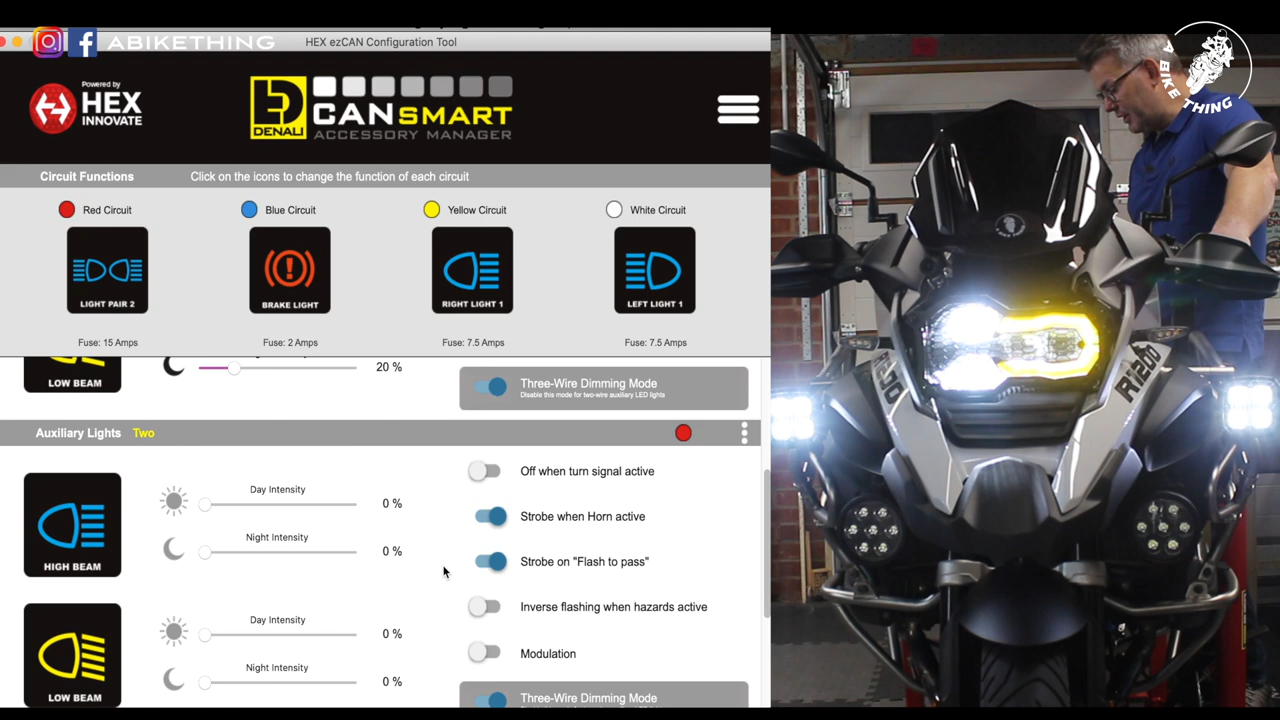 ABIKETHING
HEX ezCAN Configuration Tool
Powered by
HEX
INNOVATE
DENALI
CANSMART
ACCESSORY MANAGER
A BIKE THING
Circuit Functions
Click on the icons to change the function of each circuit
Red Circuit
Blue Circuit
Yellow Circuit
White Circuit
LIGHT PAIR 2
BRAKE LIGHT
RIGHT LIGHT 1
LEFT LIGHT 1
Fuse: 15 Amps
Fuse: 2 Amps
Fuse: 7.5 Amps
Fuse: 7.5 Amps
LOW BEAM
20 %
Three-Wire Dimming Mode
Disable this mode for two-wire auxiliary LED lights
Auxiliary Lights Two
HIGH BEAM
Day Intensity
0 %
Night Intensity
0 %
Off when turn signal active
Strobe when Horn active
Strobe on "Flash to pass"
Inverse flashing when hazards active
Modulation
LOW BEAM
Day Intensity
0 %
Night Intensity
0 %
Three-Wire Dimming Mode
R1200